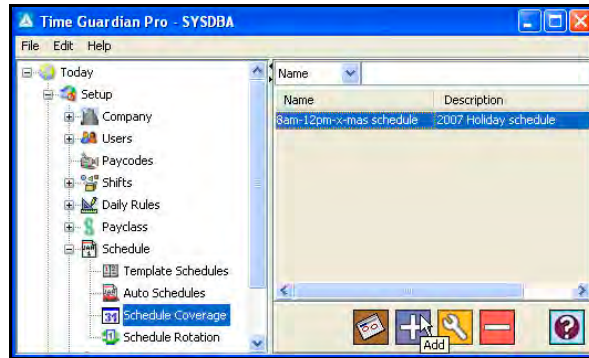 Time Guardian Pro - SYSDBA
File Edit Help
Today
Setup
Company
Users
Paycodes
Shifts
Daily Rules
Payclass
Schedule
Template Schedules
Auto Schedules
31 Schedule Coverage
Schedule Rotation
Name
Name Description
8am-12pm-x-mas schedule 2007 Holiday schedule
Add